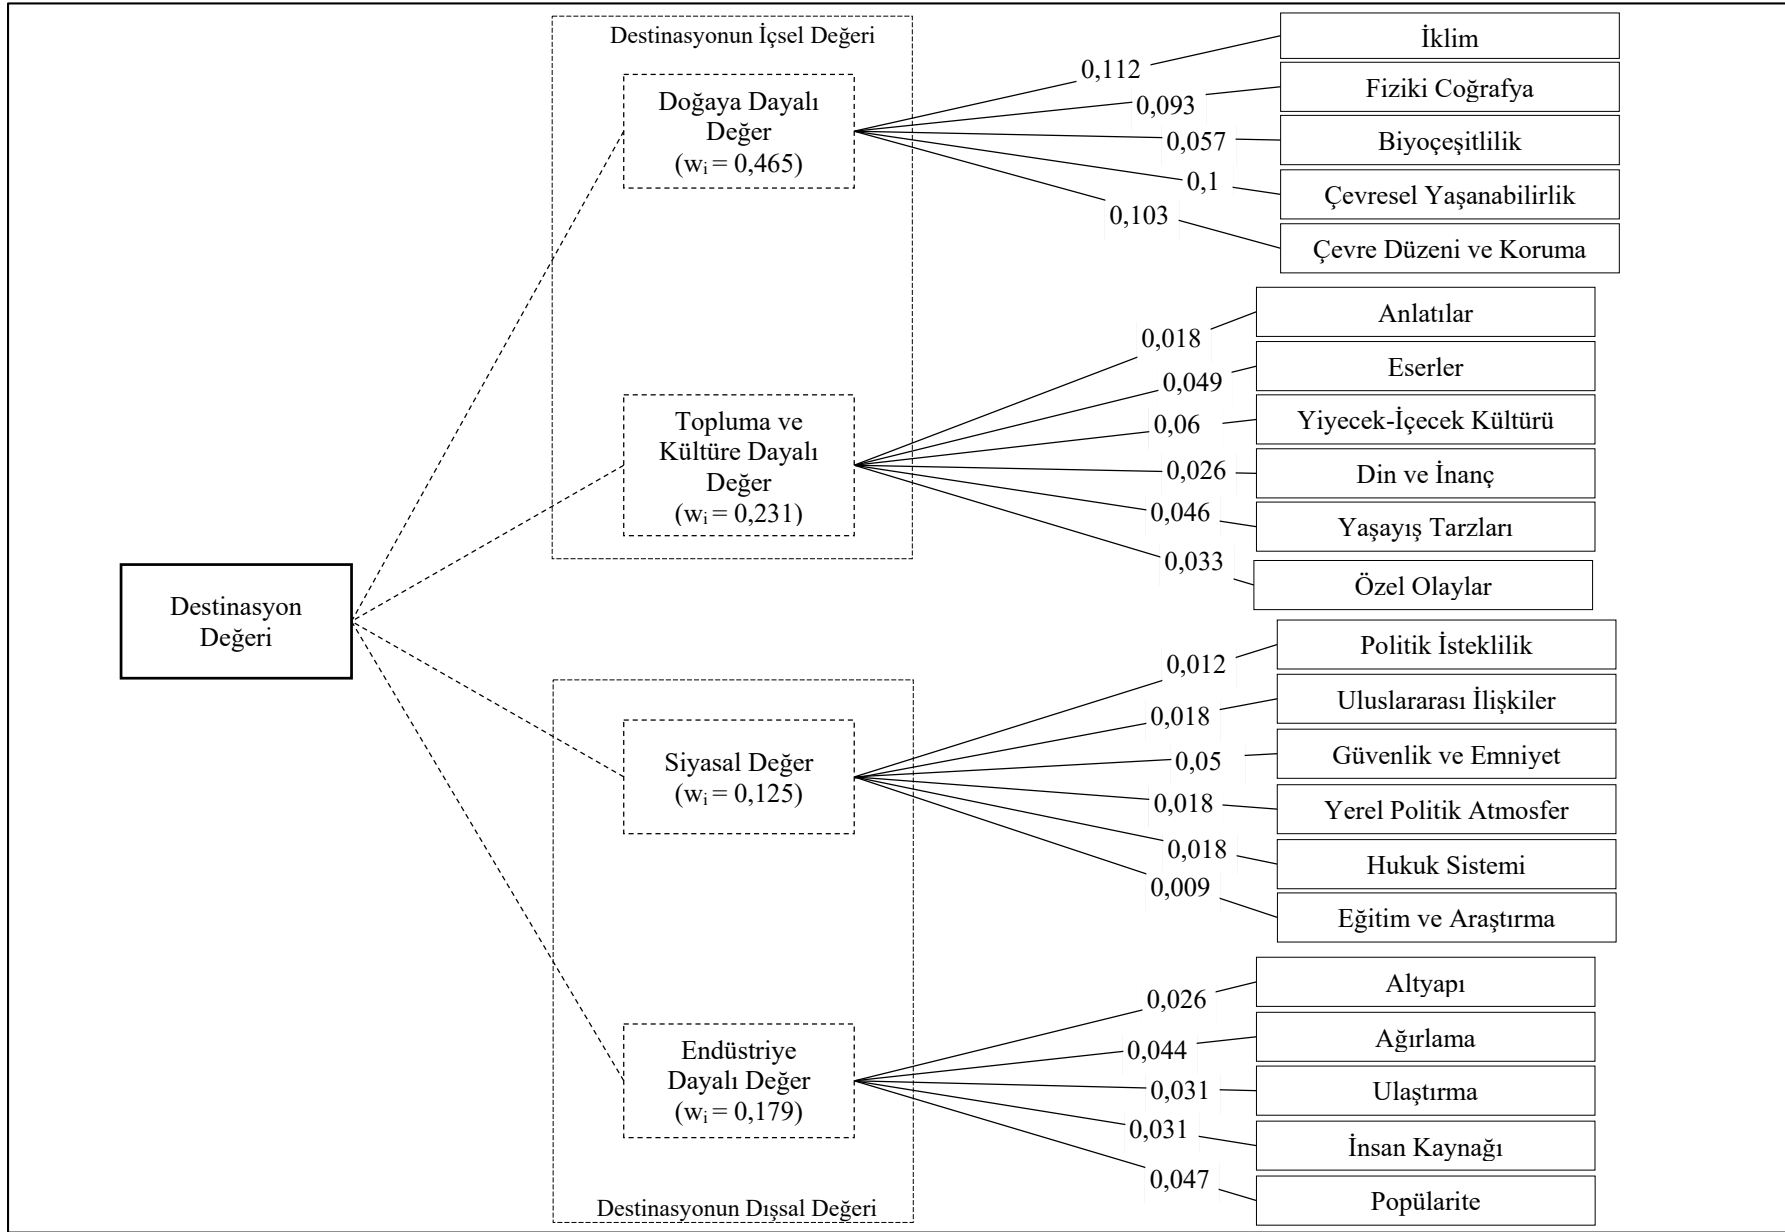 Destinasyon
Değeri
Destinasyonun İçsel Değeri
Doğaya Dayalı
Değer
(wᵢ = 0,465)
0,112
İklim
0,093
Fiziki Coğrafya
0,057
Biyoçeşitlilik
0,1
Çevresel Yaşanabilirlik
0,103
Çevre Düzeni ve Koruma
Topluma ve
Kültüre Dayalı
Değer
(wᵢ = 0,231)
0,018
Anlatılar
0,049
Eserler
0,06
Yiyecek-İçecek Kültürü
0,026
Din ve İnanç
0,046
Yaşayış Tarzları
0,033
Özel Olaylar
Siyasal Değer
(wᵢ = 0,125)
0,012
Politik İsteklilik
0,018
Uluslararası İlişkiler
0,05
Güvenlik ve Emniyet
0,018
Yerel Politik Atmosfer
0,018
Hukuk Sistemi
0,009
Eğitim ve Araştırma
Endüstriye
Dayalı Değer
(wᵢ = 0,179)
0,026
Altyapı
0,044
Ağırlama
0,031
Ulaştırma
0,031
İnsan Kaynağı
0,047
Popülarite
Destinasyonun Dışsal Değeri